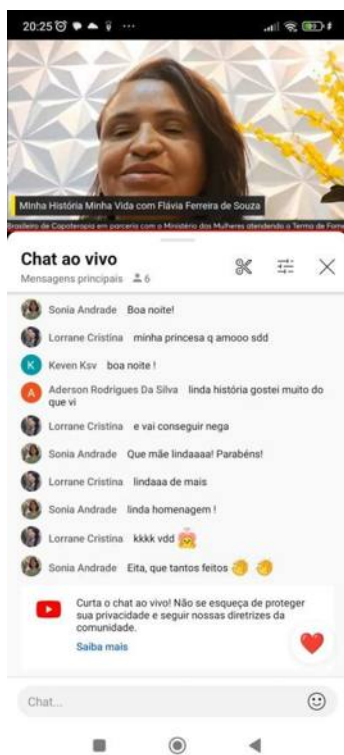 20:25
Minha História Minha Vida com Flávia Ferreira de Souza
Brasileiro de Capoterapia em parceria com o Ministério das Mulheres atendendo a Termo de Fome
Chat ao vivo
Mensagens principais 6
Sonia Andrade Boa noite!
Lorrane Cristina minha princesa q amooo sdd
K Keven Ksv boa noite !
A Aderson Rodrigues Da Silva linda história gostei muito do
que vi
Lorrane Cristina e vai conseguir nega
Sonia Andrade Que mãe lindaaaa! Parabéns!
Lorrane Cristina lindaaa de mais
Sonia Andrade linda homenagem !
Lorrane Cristina kkkk vdd
Sonia Andrade Eita, que tantos feitos 👏 👏
Curta o chat ao vivo! Não se esqueça de proteger
sua privacidade e seguir nossas diretrizes da
comunidade.
Saiba mais
Chat...